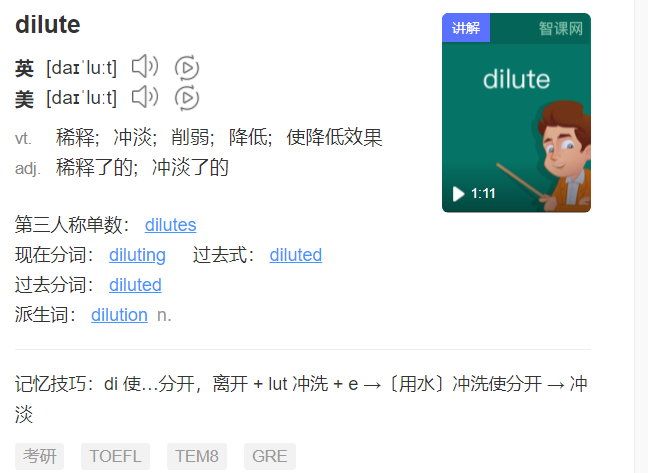 dilute
讲解
智课网
dilute
1:11
英 [daɪˈluːt]
美 [daɪˈluːt]
vt. 稀释；冲淡；削弱；降低；使降低效果
adj. 稀释了的；冲淡了的
第三人称单数： dilutes
现在分词： diluting 过去式： diluted
过去分词： diluted
派生词： dilution n.
记忆技巧：di 使…分开，离开 + lut 冲洗 + e →〔用水〕冲洗使分开 → 冲
淡
考研 TOEFL TEM8 GRE